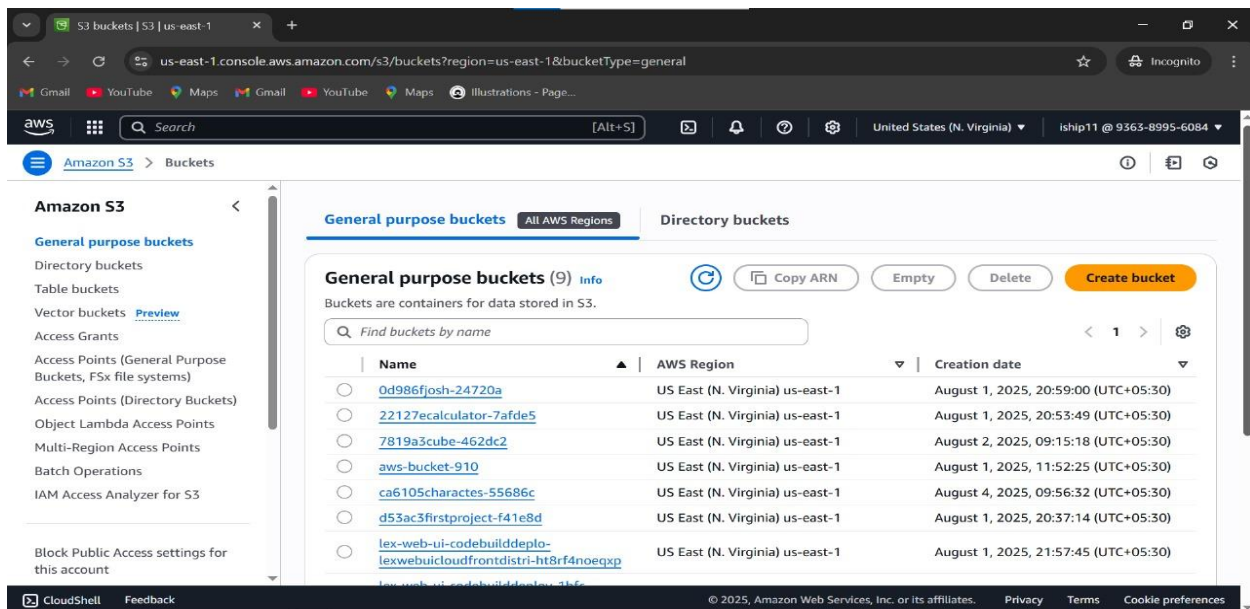 S3 buckets | S3 | us-east-1
us-east-1.console.aws.amazon.com/s3/buckets?region=us-east-1&bucketType=general
Incognito
Gmail YouTube Maps Gmail YouTube Maps Illustrations - Page...
aws Search [Alt+S] United States (N. Virginia) iship11 @ 9363-8995-6084
Amazon S3 > Buckets
Amazon S3
General purpose buckets
Directory buckets
Table buckets
Vector buckets Preview
Access Grants
Access Points (General Purpose
Buckets, FSx file systems)
Access Points (Directory Buckets)
Object Lambda Access Points
Multi-Region Access Points
Batch Operations
IAM Access Analyzer for S3
Block Public Access settings for
this account
General purpose buckets All AWS Regions Directory buckets
General purpose buckets (9) Info
Copy ARN Empty Delete Create bucket
Buckets are containers for data stored in S3.
Find buckets by name
1
Name AWS Region Creation date
0d986fjosh-24720a US East (N. Virginia) us-east-1 August 1, 2025, 20:59:00 (UTC+05:30)
22127ecalculator-7afde5 US East (N. Virginia) us-east-1 August 1, 2025, 20:53:49 (UTC+05:30)
7819a3cube-462dc2 US East (N. Virginia) us-east-1 August 2, 2025, 09:15:18 (UTC+05:30)
aws-bucket-910 US East (N. Virginia) us-east-1 August 1, 2025, 11:52:25 (UTC+05:30)
ca6105charactes-55686c US East (N. Virginia) us-east-1 August 4, 2025, 09:56:32 (UTC+05:30)
d53ac3firstproject-f41e8d US East (N. Virginia) us-east-1 August 1, 2025, 20:37:14 (UTC+05:30)
lex-web-ui-codebuilddeplo-
lexwebuicloudfrontdistri-ht8rf4noeqxp US East (N. Virginia) us-east-1 August 1, 2025, 21:57:45 (UTC+05:30)
CloudShell Feedback © 2025, Amazon Web Services, Inc. or its affiliates. Privacy Terms Cookie preferences